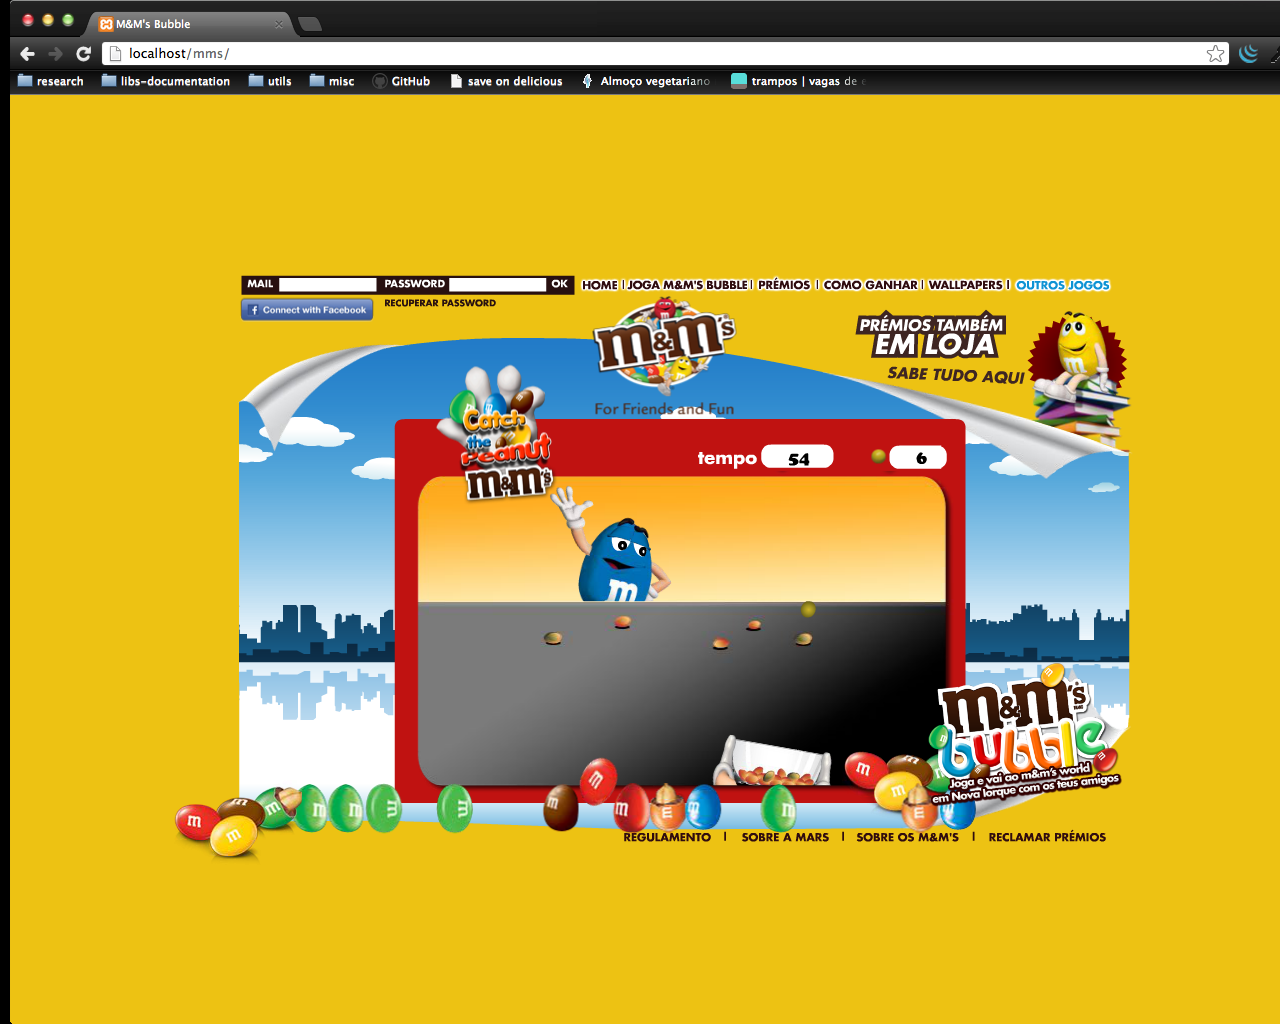 M&M's Bubble
localhost/mms/
research libs-documentation utils misc GitHub save on delicious Almoço vegetariano trampos | vagas de e
MAIL PASSWORD OK
HOME | JOGA M&M'S BUBBLE | PRÉMIOS | COMO GANHAR | WALLPAPERS | OUTROS JOGOS
f Connect with Facebook RECUPERAR PASSWORD
m&m's
For Friends and Fun
PRÉMIOS TAMBÉM
EM LOJA
SABE TUDO AQUI
Catch
the
Peanut
m&m's
tempo 54 6
m
m&m's
bubble
Joga e vai ao m&m's world
em Nova Iorque com os teus amigos
REGULAMENTO | SOBRE A MARS | SOBRE OS M&M'S | RECLAMAR PRÉMIOS